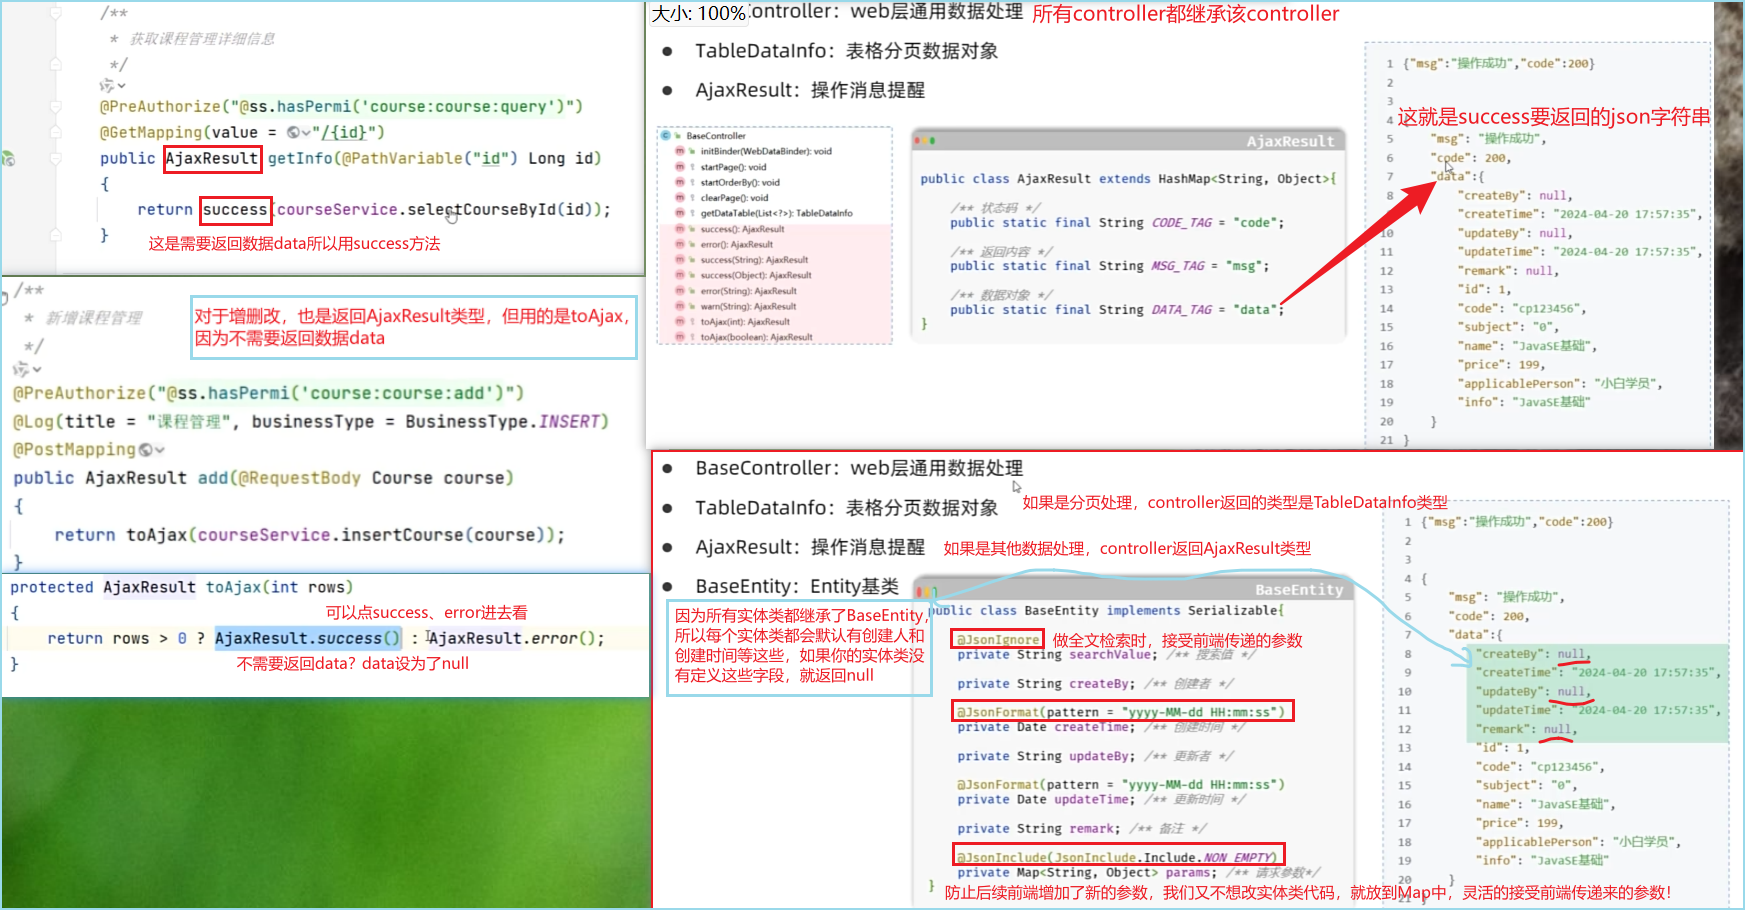 /**
* 获取课程管理详细信息
*/
@PreAuthorize("@ss.hasPermi('course:course:query')")
@GetMapping(value = "/{id}")
public AjaxResult getInfo(@PathVariable("id") Long id)
{
return success(courseService.selectCourseById(id));
}
这是需要返回数据data所以用success方法
/**
* 新增课程管理
*/
对于增删改，也是返回AjaxResult类型，但用的是toAjax，
因为不需要返回数据data
@PreAuthorize("@ss.hasPermi('course:course:add')")
@Log(title = "课程管理", businessType = BusinessType.INSERT)
@PostMapping
public AjaxResult add(@RequestBody Course course)
{
return toAjax(courseService.insertCourse(course));
}
protected AjaxResult toAjax(int rows)
{
可以点success、error进去看
return rows > 0 ? AjaxResult.success() : AjaxResult.error();
}
不需要返回data？data设为了null
大小: 100%
Controller：web层通用数据处理
所有controller都继承该controller
● TableDataInfo：表格分页数据对象
● AjaxResult：操作消息提醒
BaseController
initBinder(WebDataBinder): void
startPage(): void
startOrderBy(): void
clearPage(): void
getDataTable(List<?>): TableDataInfo
success(): AjaxResult
error(): AjaxResult
success(String): AjaxResult
success(Object): AjaxResult
error(String): AjaxResult
warn(String): AjaxResult
toAjax(int): AjaxResult
toAjax(boolean): AjaxResult
AjaxResult
public class AjaxResult extends HashMap<String, Object>{
/** 状态码 */
public static final String CODE_TAG = "code";
/** 返回内容 */
public static final String MSG_TAG = "msg";
/** 数据对象 */
public static final String DATA_TAG = "data";
}
1 {"msg":"操作成功","code":200}
2
3
4
这就是success要返回的json字符串
5 "msg": "操作成功",
6 "code": 200,
7 "data":{
8 "createBy": null,
9 "createTime": "2024-04-20 17:57:35",
10 "updateBy": null,
11 "updateTime": "2024-04-20 17:57:35",
12 "remark": null,
13 "id": 1,
14 "code": "cp123456",
15 "subject": "0",
16 "name": "JavaSE基础",
17 "price": 199,
18 "applicablePerson": "小白学员",
19 "info": "JavaSE基础"
20 }
21 }
● BaseController：web层通用数据处理
● TableDataInfo：表格分页数据对象
如果是分页处理，controller返回的类型是TableDataInfo类型
● AjaxResult：操作消息提醒
如果是其他数据处理，controller返回AjaxResult类型
● BaseEntity：Entity基类
因为所有实体类都继承了BaseEntity，
所以每个实体类都会默认有创建人和
创建时间等这些，如果你的实体类没
有定义这些字段，就返回null
BaseEntity
public class BaseEntity implements Serializable{
@JsonIgnore
做全文检索时，接受前端传递的参数
private String searchValue; /** 搜索值 */
private String createBy; /** 创建者 */
@JsonFormat(pattern = "yyyy-MM-dd HH:mm:ss")
private Date createTime; /** 创建时间 */
private String updateBy; /** 更新者 */
@JsonFormat(pattern = "yyyy-MM-dd HH:mm:ss")
private Date updateTime; /** 更新时间 */
private String remark; /** 备注 */
@JsonInclude(JsonInclude.Include.NON_EMPTY)
private Map<String, Object> params; /** 请求参数*/
}
防止后续前端增加了新的参数，我们又不想改实体类代码，就放到Map中，灵活的接受前端传递来的参数！
1 {"msg":"操作成功","code":200}
2
3
4 {
5 "msg": "操作成功",
6 "code": 200,
7 "data":{
8 "createBy": null,
9 "createTime": "2024-04-20 17:57:35",
10 "updateBy": null,
11 "updateTime": "2024-04-20 17:57:35",
12 "remark": null,
13 "id": 1,
14 "code": "cp123456",
15 "subject": "0",
16 "name": "JavaSE基础",
17 "price": 199,
18 "applicablePerson": "小白学员",
19 "info": "JavaSE基础"
20 }